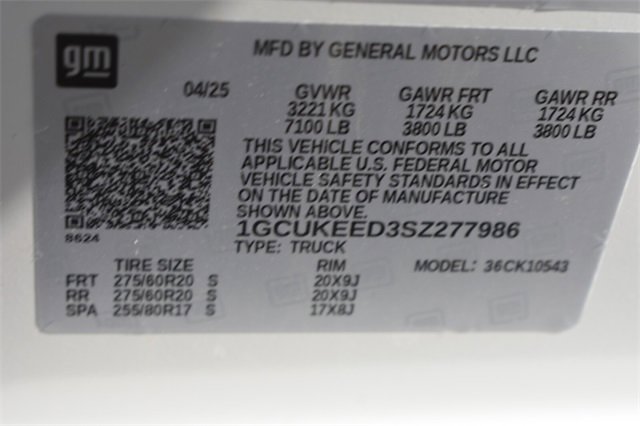 gm
MFD BY GENERAL MOTORS LLC
04/25 GVWR GAWR FRT GAWR RR
3221 KG 1724 KG 1724 KG
7100 LB 3800 LB 3800 LB
THIS VEHICLE CONFORMS TO ALL
APPLICABLE U.S. FEDERAL MOTOR
VEHICLE SAFETY STANDARDS IN EFFECT
ON THE DATE OF MANUFACTURE
SHOWN ABOVE.
8624
1GCUKEED3SZ277986
TYPE: TRUCK
TIRE SIZE RIM MODEL: 36CK10543
FRT 275/60R20 S 20X9J
RR 275/60R20 S 20X9J
SPA 255/80R17 S 17X8J